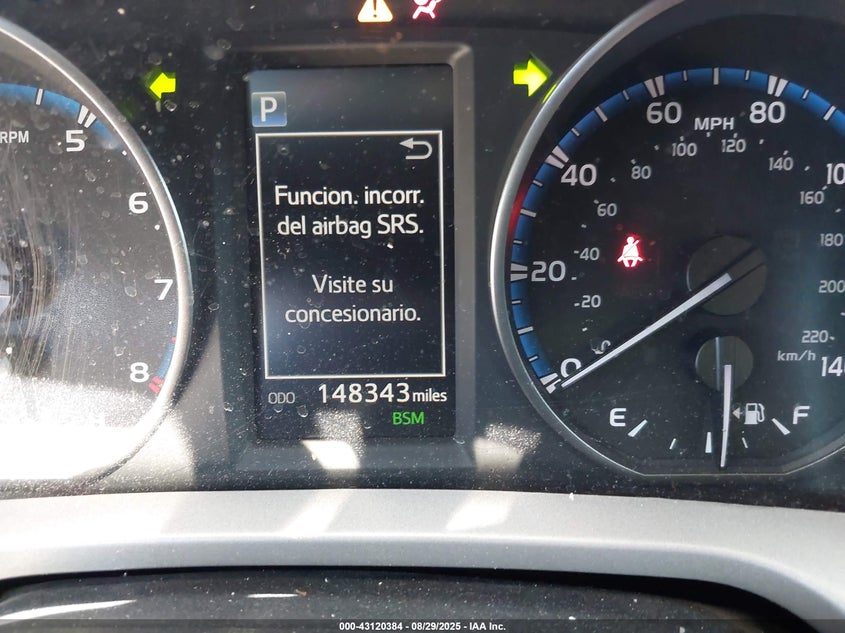 P
Funcion. incorr.
del airbag SRS.
Visite su
concesionario.
ODO 148343 miles
BSM
RPM
5
6
7
8
MPH
0
20
40
60
80
0
20
40
60
80
100
120
140
160
180
200
220
km/h
140
E
F
000-43120384 - 08/29/2025 - IAA Inc.